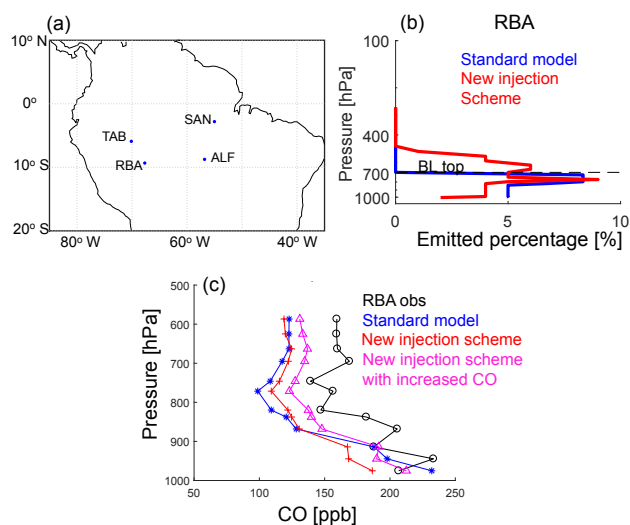 (a)
10° N
0°
10° S
20° S
80° W
60° W
40° W
SAN
TAB
RBA
ALF
(b)
RBA
Standard model
New injection
Scheme
BL top
Pressure [hPa]
100
400
700
1000
0
5
10
Emitted percentage [%]
(c)
RBA obs
Standard model
New injection scheme
New injection scheme
with increased CO
Pressure [hPa]
500
600
700
800
900
1000
50
100
150
200
250
CO [ppb]